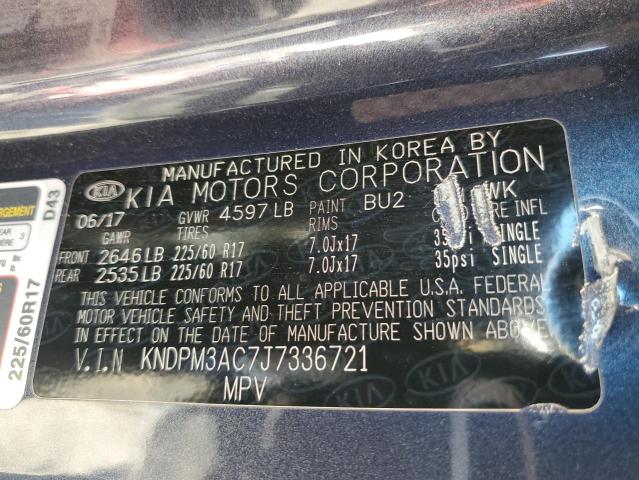 MANUFACTURED IN KOREA BY
KIA KIA MOTORS CORPORATION
06/17 GVWR 4597 LB PAINT BU2 WK
GAWR TIRES RIMS INFL
FRONT 2646 LB 225/60 R17 7.0Jx17 SINGLE
REAR 2535 LB 225/60 R17 7.0Jx17 35psi SINGLE
THIS VEHICLE CONFORMS TO ALL APPLICABLE U.S.A. FEDERAL
MOTOR VEHICLE SAFETY AND THEFT PREVENTION STANDARDS
IN EFFECT ON THE DATE OF MANUFACTURE SHOWN ABOVE.
V.I.N KNDPM3AC7J7336721
MPV
D43
225/60R17